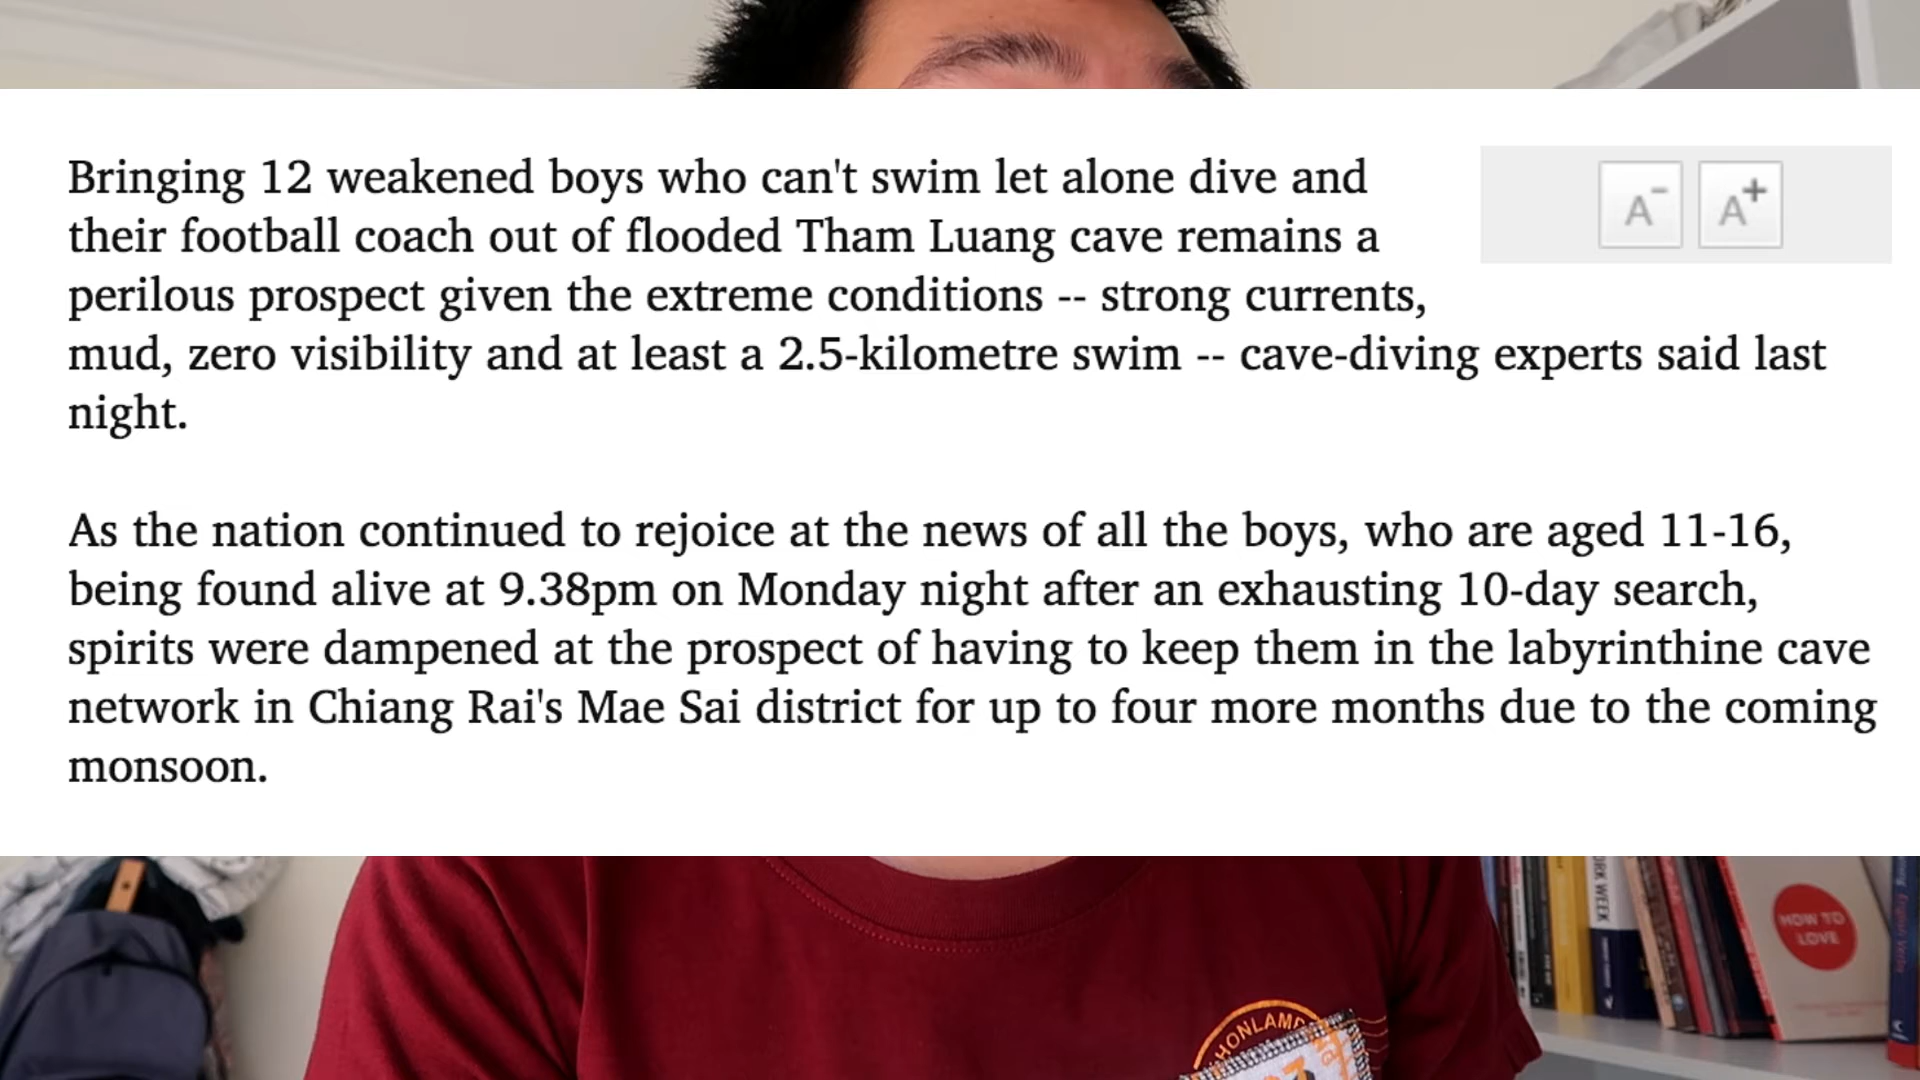 Bringing 12 weakened boys who can't swim let alone dive and
their football coach out of flooded Tham Luang cave remains a
perilous prospect given the extreme conditions -- strong currents,
mud, zero visibility and at least a 2.5-kilometre swim -- cave-diving experts said last
night.
A- A+
As the nation continued to rejoice at the news of all the boys, who are aged 11-16,
being found alive at 9.38pm on Monday night after an exhausting 10-day search,
spirits were dampened at the prospect of having to keep them in the labyrinthine cave
network in Chiang Rai's Mae Sai district for up to four more months due to the coming
monsoon.
WEEK
HOW TO
LOVE
English Verbs